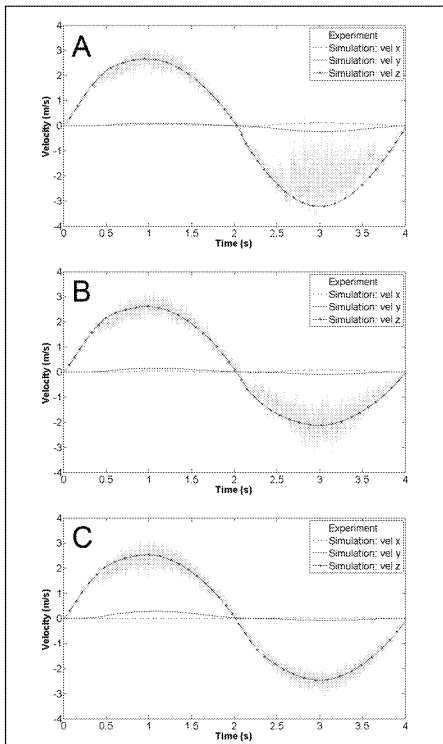 A
Experiment
Simulation: vel x
Simulation: vel y
Simulation: vel z
Velocity (m/s)
4
3
2
1
0
-1
-2
-3
-4
0 0.5 1 1.5 2 2.5 3 3.5 4
Time (s)
B
Experiment
Simulation: vel x
Simulation: vel y
Simulation: vel z
Velocity (m/s)
4
3
2
1
0
-1
-2
-3
-4
0 0.5 1 1.5 2 2.5 3 3.5 4
Time (s)
C
Experiment
Simulation: vel x
Simulation: vel y
Simulation: vel z
Velocity (m/s)
4
3
2
1
0
-1
-2
-3
-4
0 0.5 1 1.5 2 2.5 3 3.5 4
Time (s)